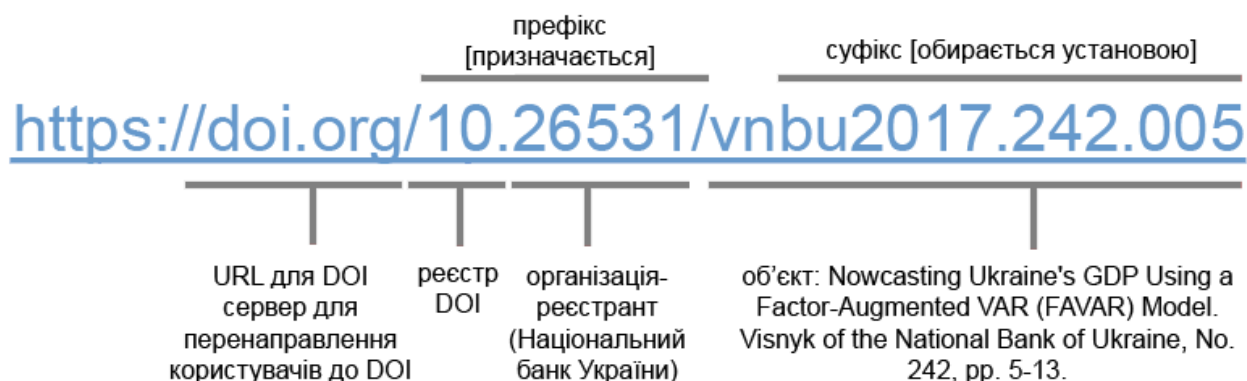 префікс
[призначається]
суфікс [обирається установою]
https://doi.org/10.26531/vnbu2017.242.005
URL для DOI
сервер для
перенаправлення
користувачів до DOI
реєстр
DOI
організація-
реєстрант
(Національний
банк України)
об’єкт: Nowcasting Ukraine's GDP Using a
Factor-Augmented VAR (FAVAR) Model.
Visnyk of the National Bank of Ukraine, No.
242, pp. 5-13.